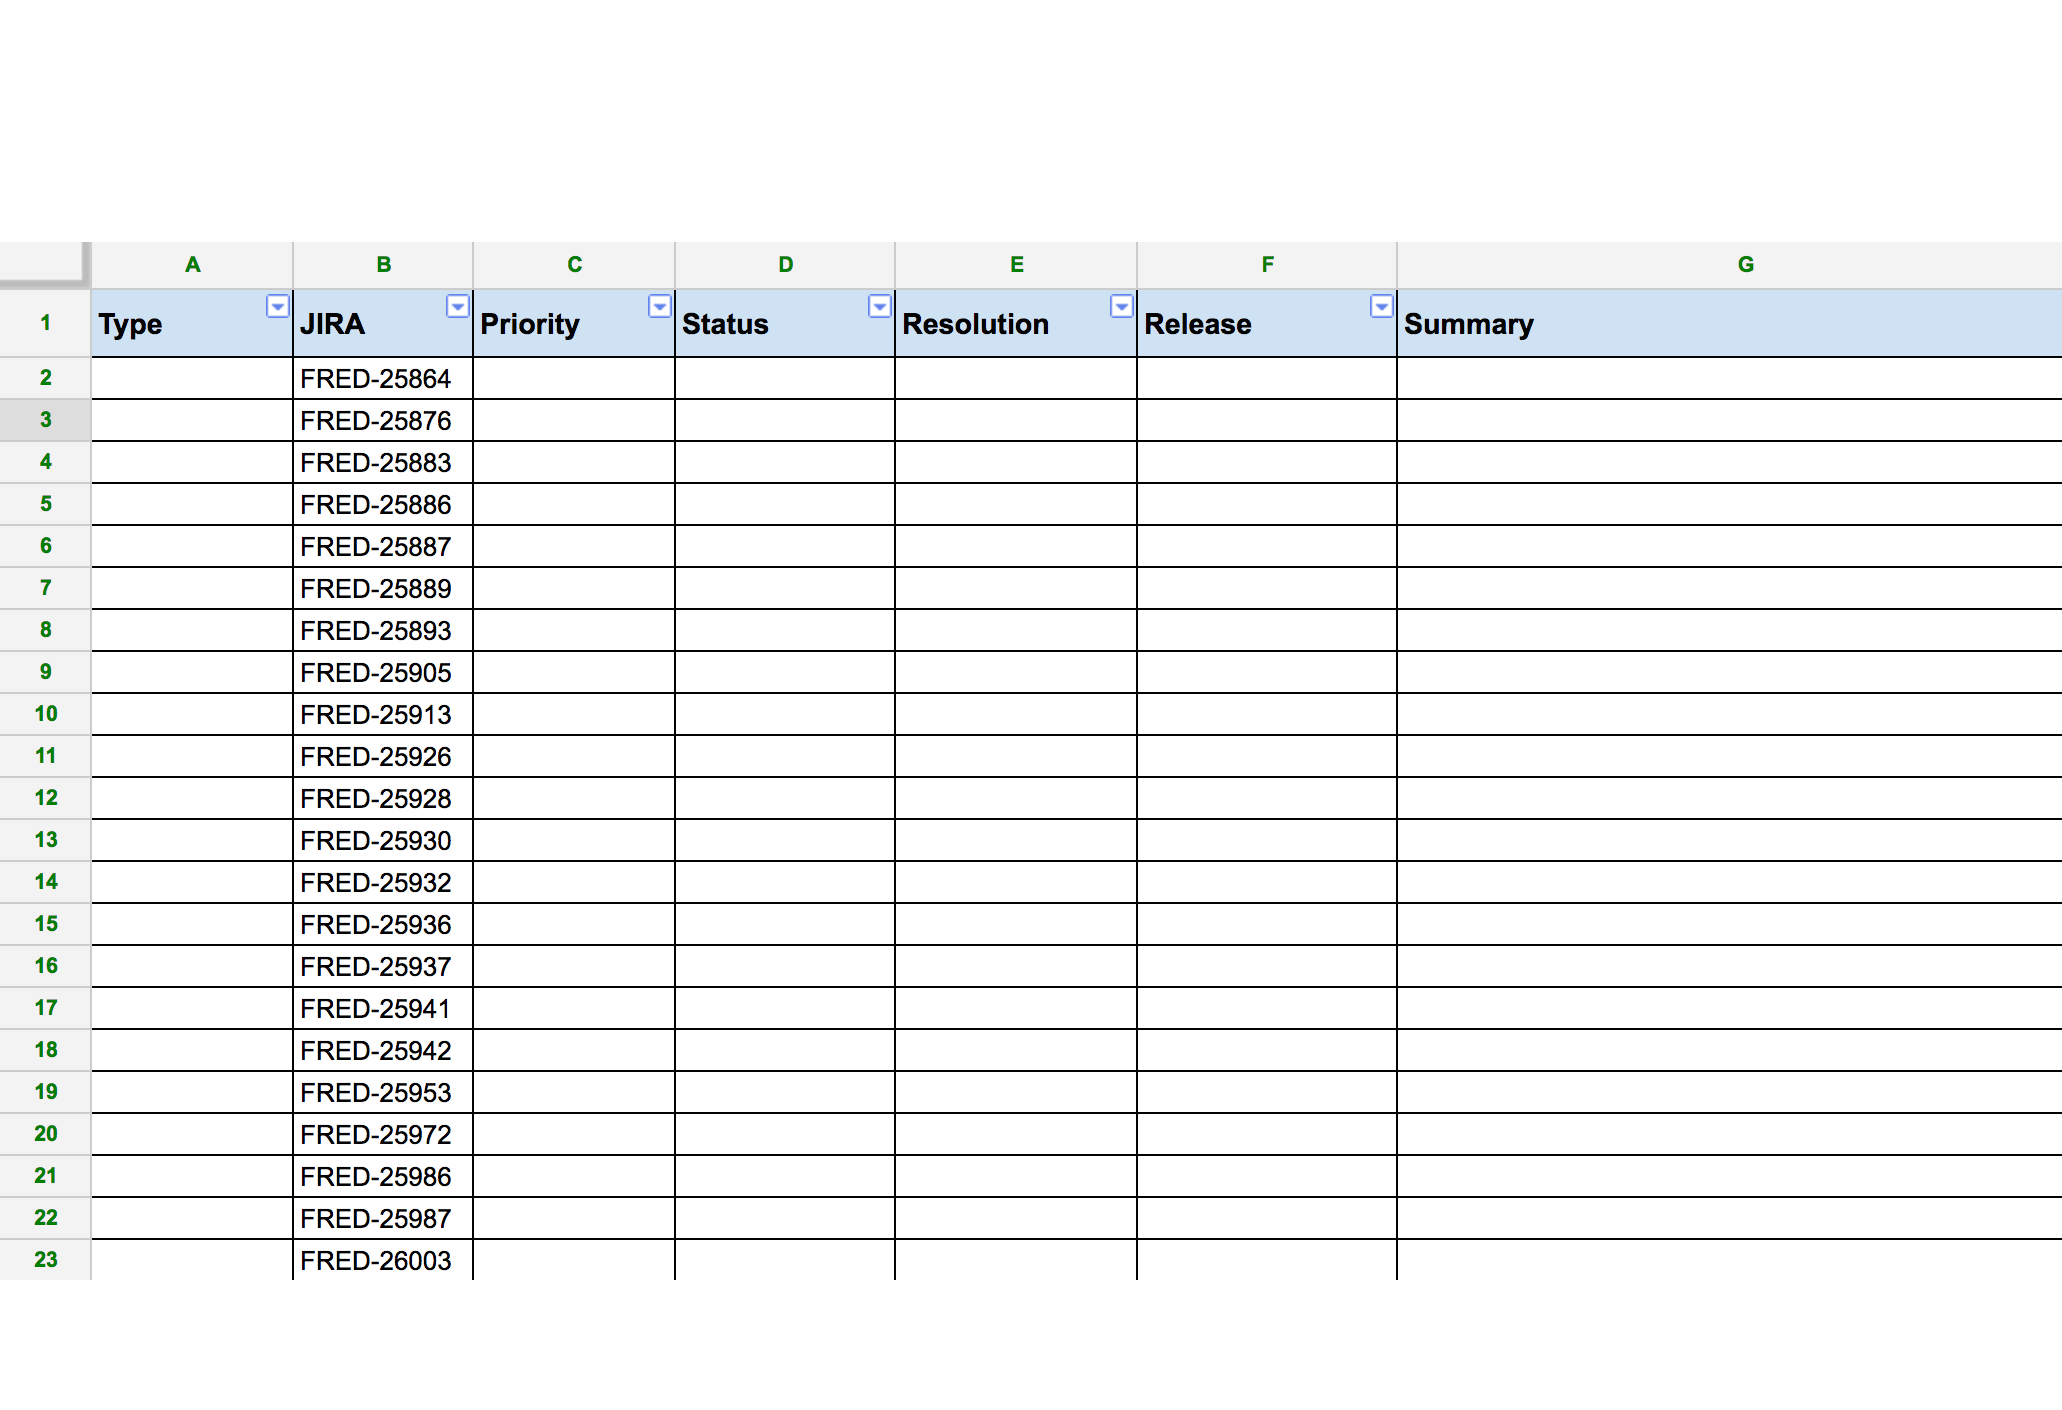 A B C D E F G
1 Type JIRA Priority Status Resolution Release Summary
2 FRED-25864
3 FRED-25876
4 FRED-25883
5 FRED-25886
6 FRED-25887
7 FRED-25889
8 FRED-25893
9 FRED-25905
10 FRED-25913
11 FRED-25926
12 FRED-25928
13 FRED-25930
14 FRED-25932
15 FRED-25936
16 FRED-25937
17 FRED-25941
18 FRED-25942
19 FRED-25953
20 FRED-25972
21 FRED-25986
22 FRED-25987
23 FRED-26003